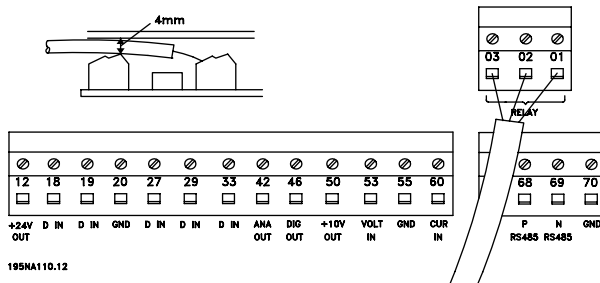 4mm
03 02 01
RELAY
12 18 19 20 27 29 33 42 46 50 53 55 60
+24V OUT D IN D IN GND D IN D IN D IN ANA OUT DIG OUT +10V OUT VOLT IN GND CUR IN
68 69 70
P RS485 N RS485 GND
195NA110.12